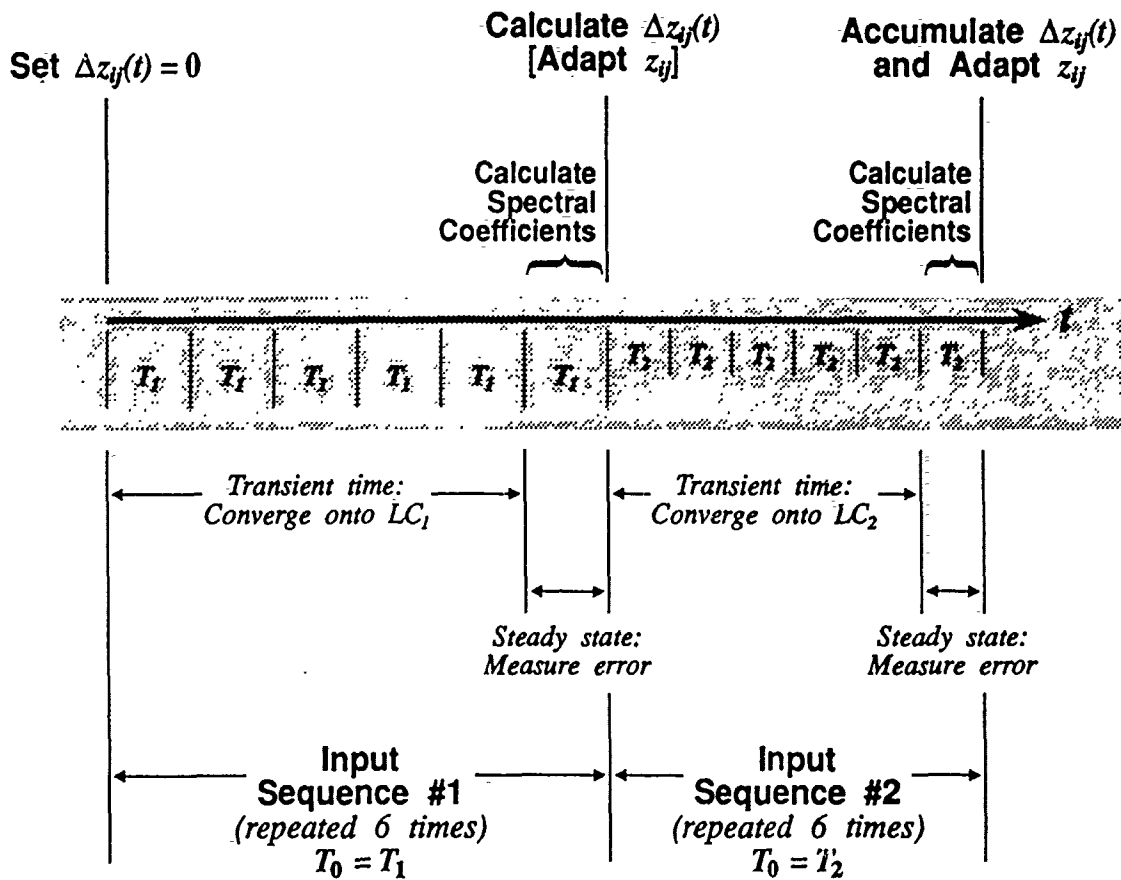 Set Δz_ij(t) = 0
Calculate Δz_ij(t)
[Adapt z_ij]
Accumulate Δz_ij(t)
and Adapt z_ij
Calculate
Spectral
Coefficients
Calculate
Spectral
Coefficients
t
T_1 T_1 T_1 T_1 T_1 T_1 T_2 T_2 T_2 T_2 T_2 T_2
Transient time:
Converge onto LC_1
Transient time:
Converge onto LC_2
Steady state:
Measure error
Steady state:
Measure error
Input
Sequence #1
(repeated 6 times)
T_0 = T_1
Input
Sequence #2
(repeated 6 times)
T_0 = T_2